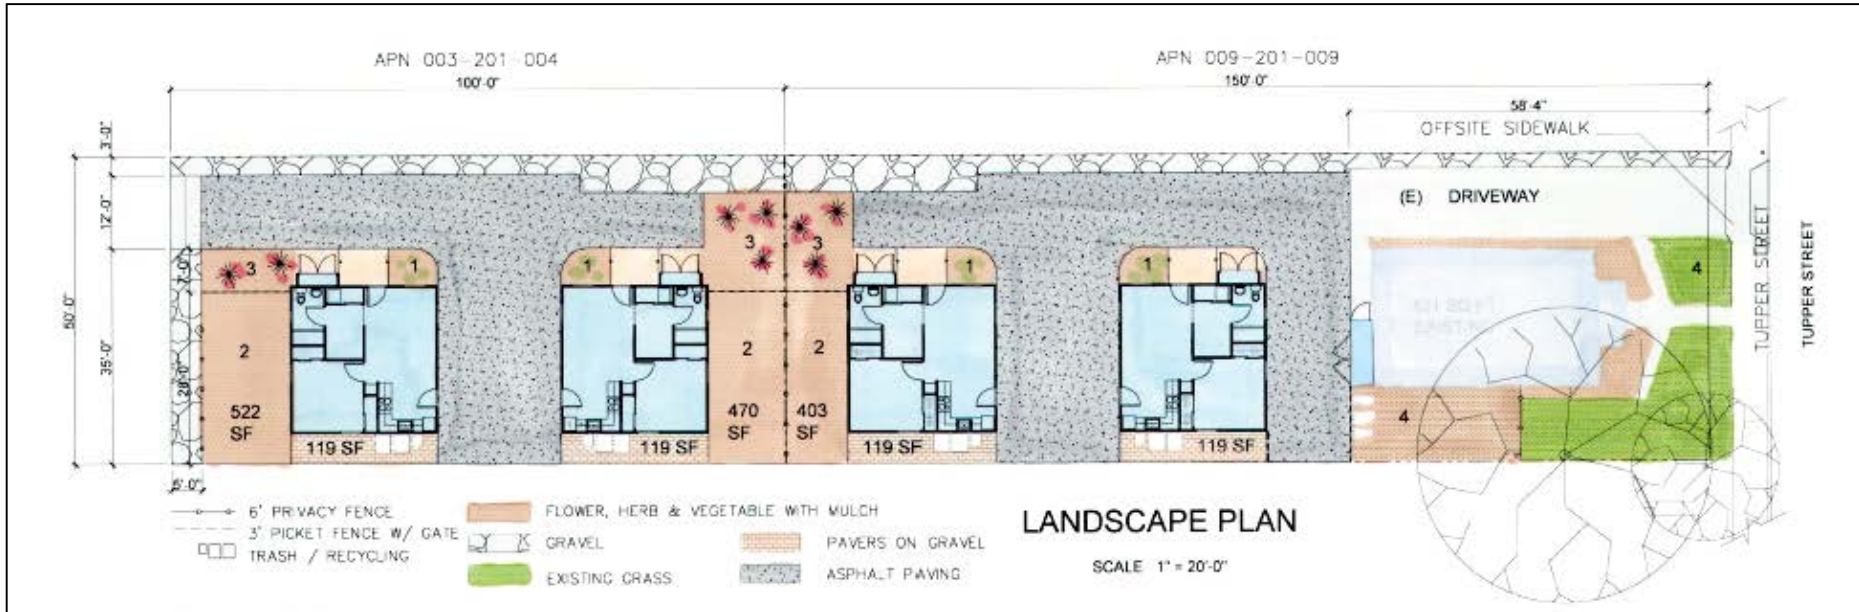 APN 003-201-004
APN 009-201-009
100'-0"
150'-0"
58'-4"
OFFSITE SIDEWALK
3'-0"
12'-0"
50'-0"
35'-0"
28'-0"
5'-0"
(E) DRIVEWAY
TUPPER STREET
TUPPER STREET
3
1
1
3
3
1
1
4
2
2
2
4
522
SF
470
SF
403
SF
119 SF
119 SF
119 SF
119 SF
6' PRIVACY FENCE
3' PICKET FENCE W/ GATE
TRASH / RECYCLING
FLOWER, HERB & VEGETABLE WITH MULCH
GRAVEL
PAVERS ON GRAVEL
EXISTING GRASS
ASPHALT PAVING
LANDSCAPE PLAN
SCALE 1" = 20'-0"